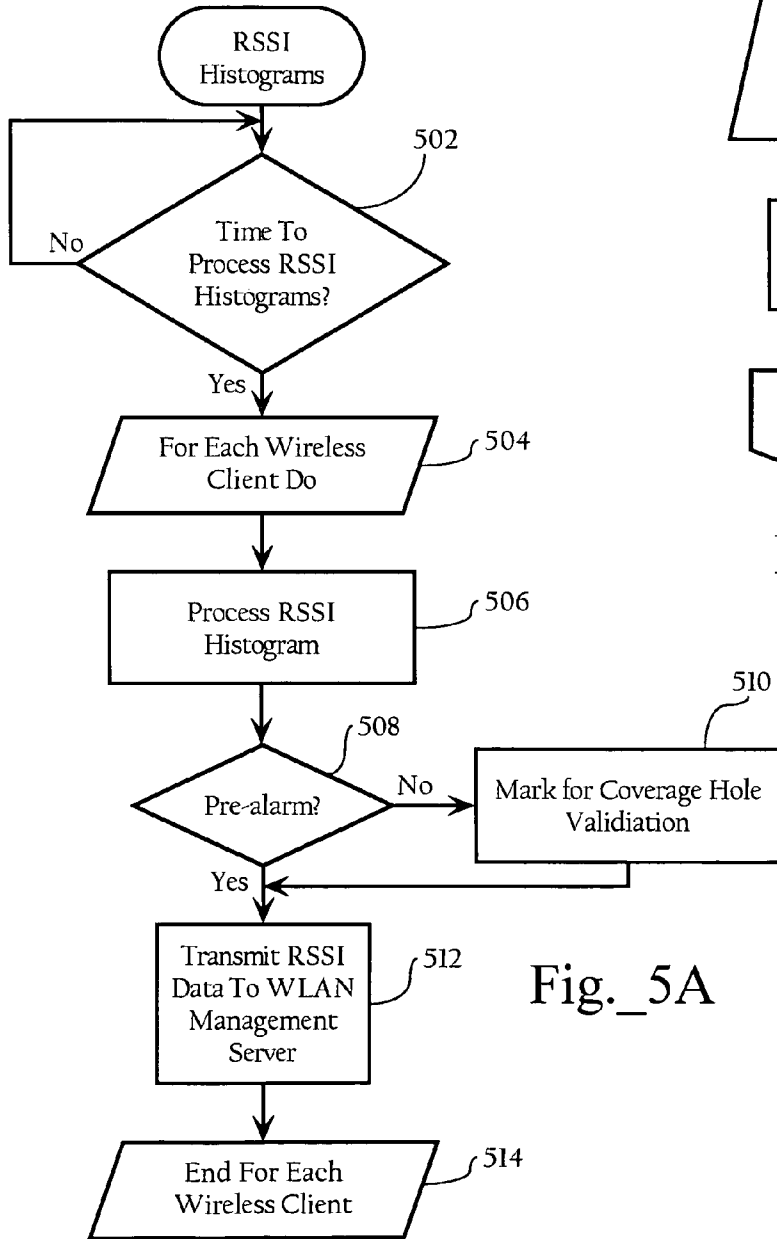 RSSI
Histograms
502
Time To
Process RSSI
Histograms?
No
Yes
For Each Wireless
Client Do
504
Process RSSI
Histogram
506
508
Pre-alarm?
No
510
Mark for Coverage Hole
Validiation
Yes
Transmit RSSI
Data To WLAN
Management
Server
512
Fig._5A
End For Each
Wireless Client
514